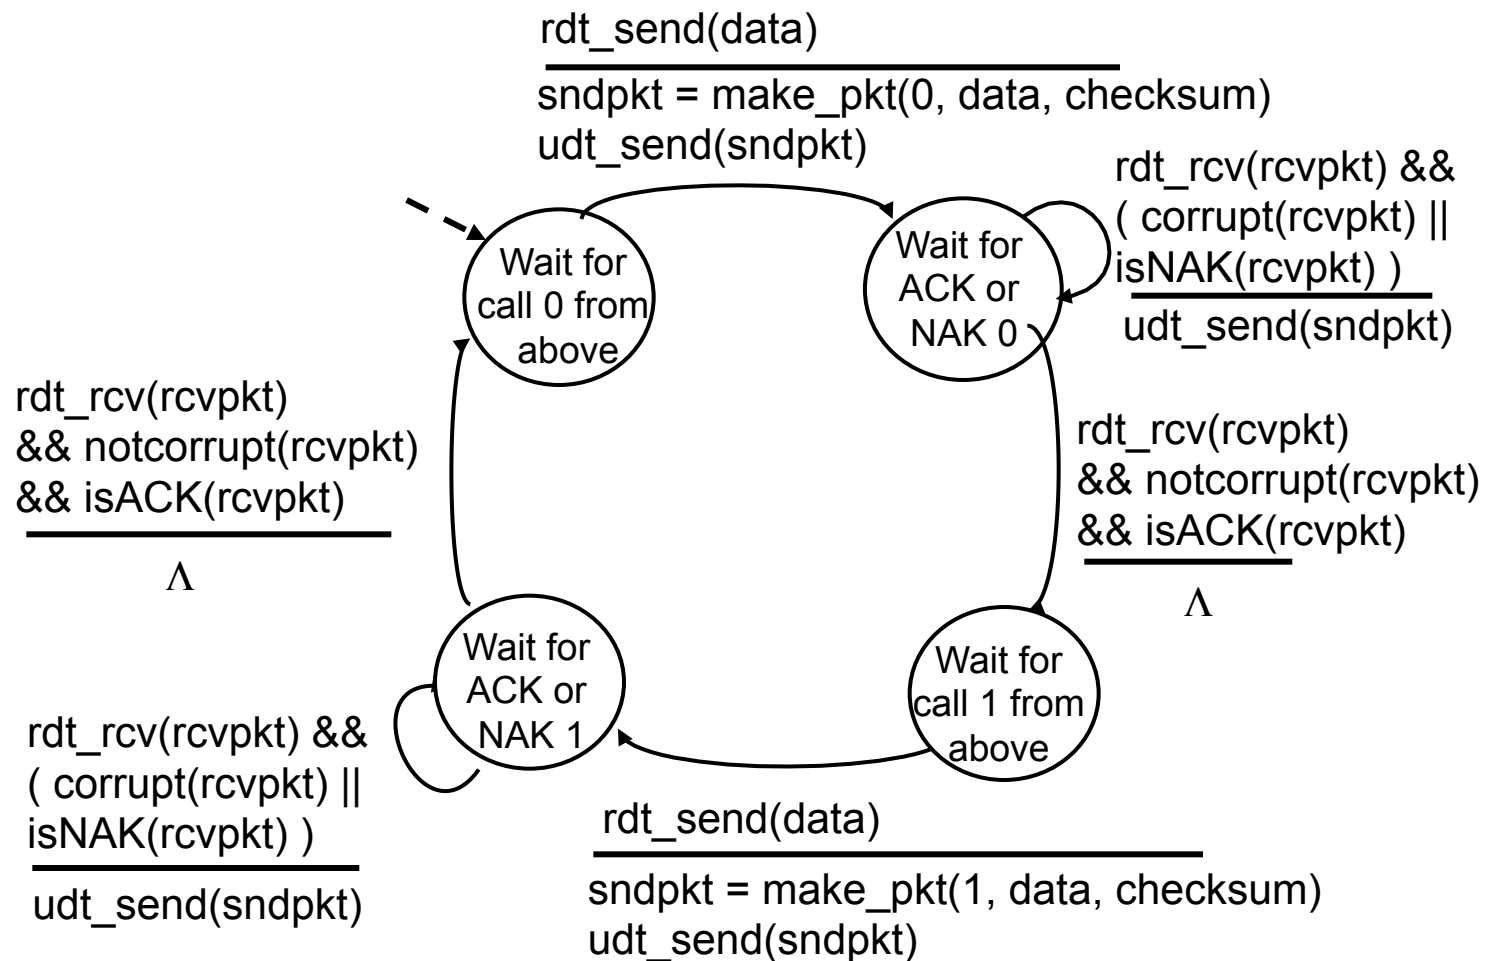 rdt_send(data)
sndpkt = make_pkt(0, data, checksum)
udt_send(sndpkt)
rdt_rcv(rcvpkt) &&
( corrupt(rcvpkt) ||
isNAK(rcvpkt) )
udt_send(sndpkt)
Wait for
call 0 from
above
Wait for
ACK or
NAK 0
rdt_rcv(rcvpkt)
&& notcorrupt(rcvpkt)
&& isACK(rcvpkt)
Λ
rdt_rcv(rcvpkt)
&& notcorrupt(rcvpkt)
&& isACK(rcvpkt)
Λ
Wait for
ACK or
NAK 1
Wait for
call 1 from
above
rdt_rcv(rcvpkt) &&
( corrupt(rcvpkt) ||
isNAK(rcvpkt) )
udt_send(sndpkt)
rdt_send(data)
sndpkt = make_pkt(1, data, checksum)
udt_send(sndpkt)